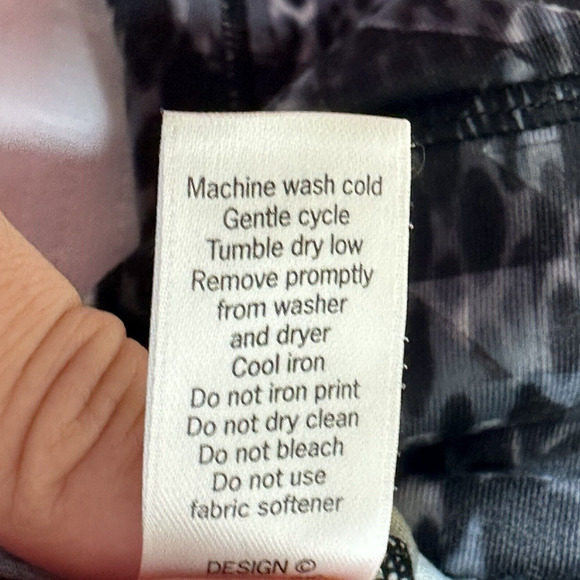 Machine wash cold
Gentle cycle
Tumble dry low
Remove promptly
from washer
and dryer
Cool iron
Do not iron print
Do not dry clean
Do not bleach
Do not use
fabric softener
DESIGN ©